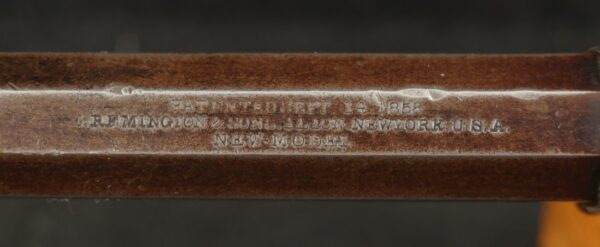 PATENTED SEPT 14, 1858
E. REMINGTON & SONS. ILION. NEW YORK. U.S.A.
NEW-MODEL